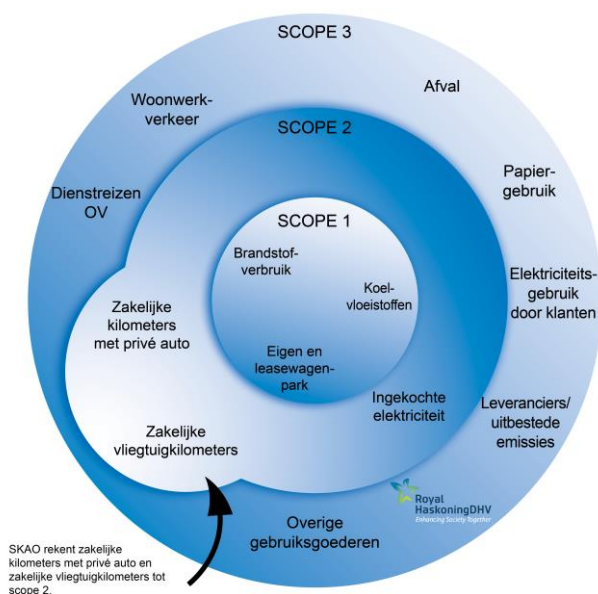 SCOPE 3
Afval
Woonwerk-
verkeer
SCOPE 2
Papier-
gebruik
Dienstreizen
OV
SCOPE 1
Brandstof-
verbruik
Koel-
vloeistoffen
Elektriciteits-
gebruik
door klanten
Zakelijke
kilometers
met privé auto
Eigen en
leasewagen-
park
Ingekochte
elektriciteit
Leveranciers/
uitbestede
emissies
Zakelijke
vliegtuigkilometers
Royal
HaskoningDHV
Enhancing Society Together
Overige
gebruiksgoederen
SKAO rekent zakelijke
kilometers met privé auto en
zakelijke vliegtuigkilometers tot
scope 2.